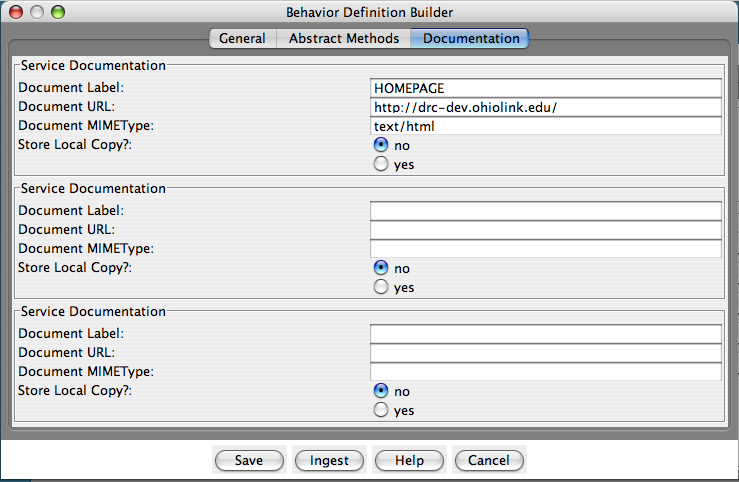 Behavior Definition Builder
General Abstract Methods Documentation
Service Documentation
Document Label: HOMEPAGE
Document URL: http://drc-dev.ohiolink.edu/
Document MIMEType: text/html
Store Local Copy?: no
yes
Service Documentation
Document Label:
Document URL:
Document MIMEType:
Store Local Copy?: no
yes
Service Documentation
Document Label:
Document URL:
Document MIMEType:
Store Local Copy?: no
yes
Save Ingest Help Cancel